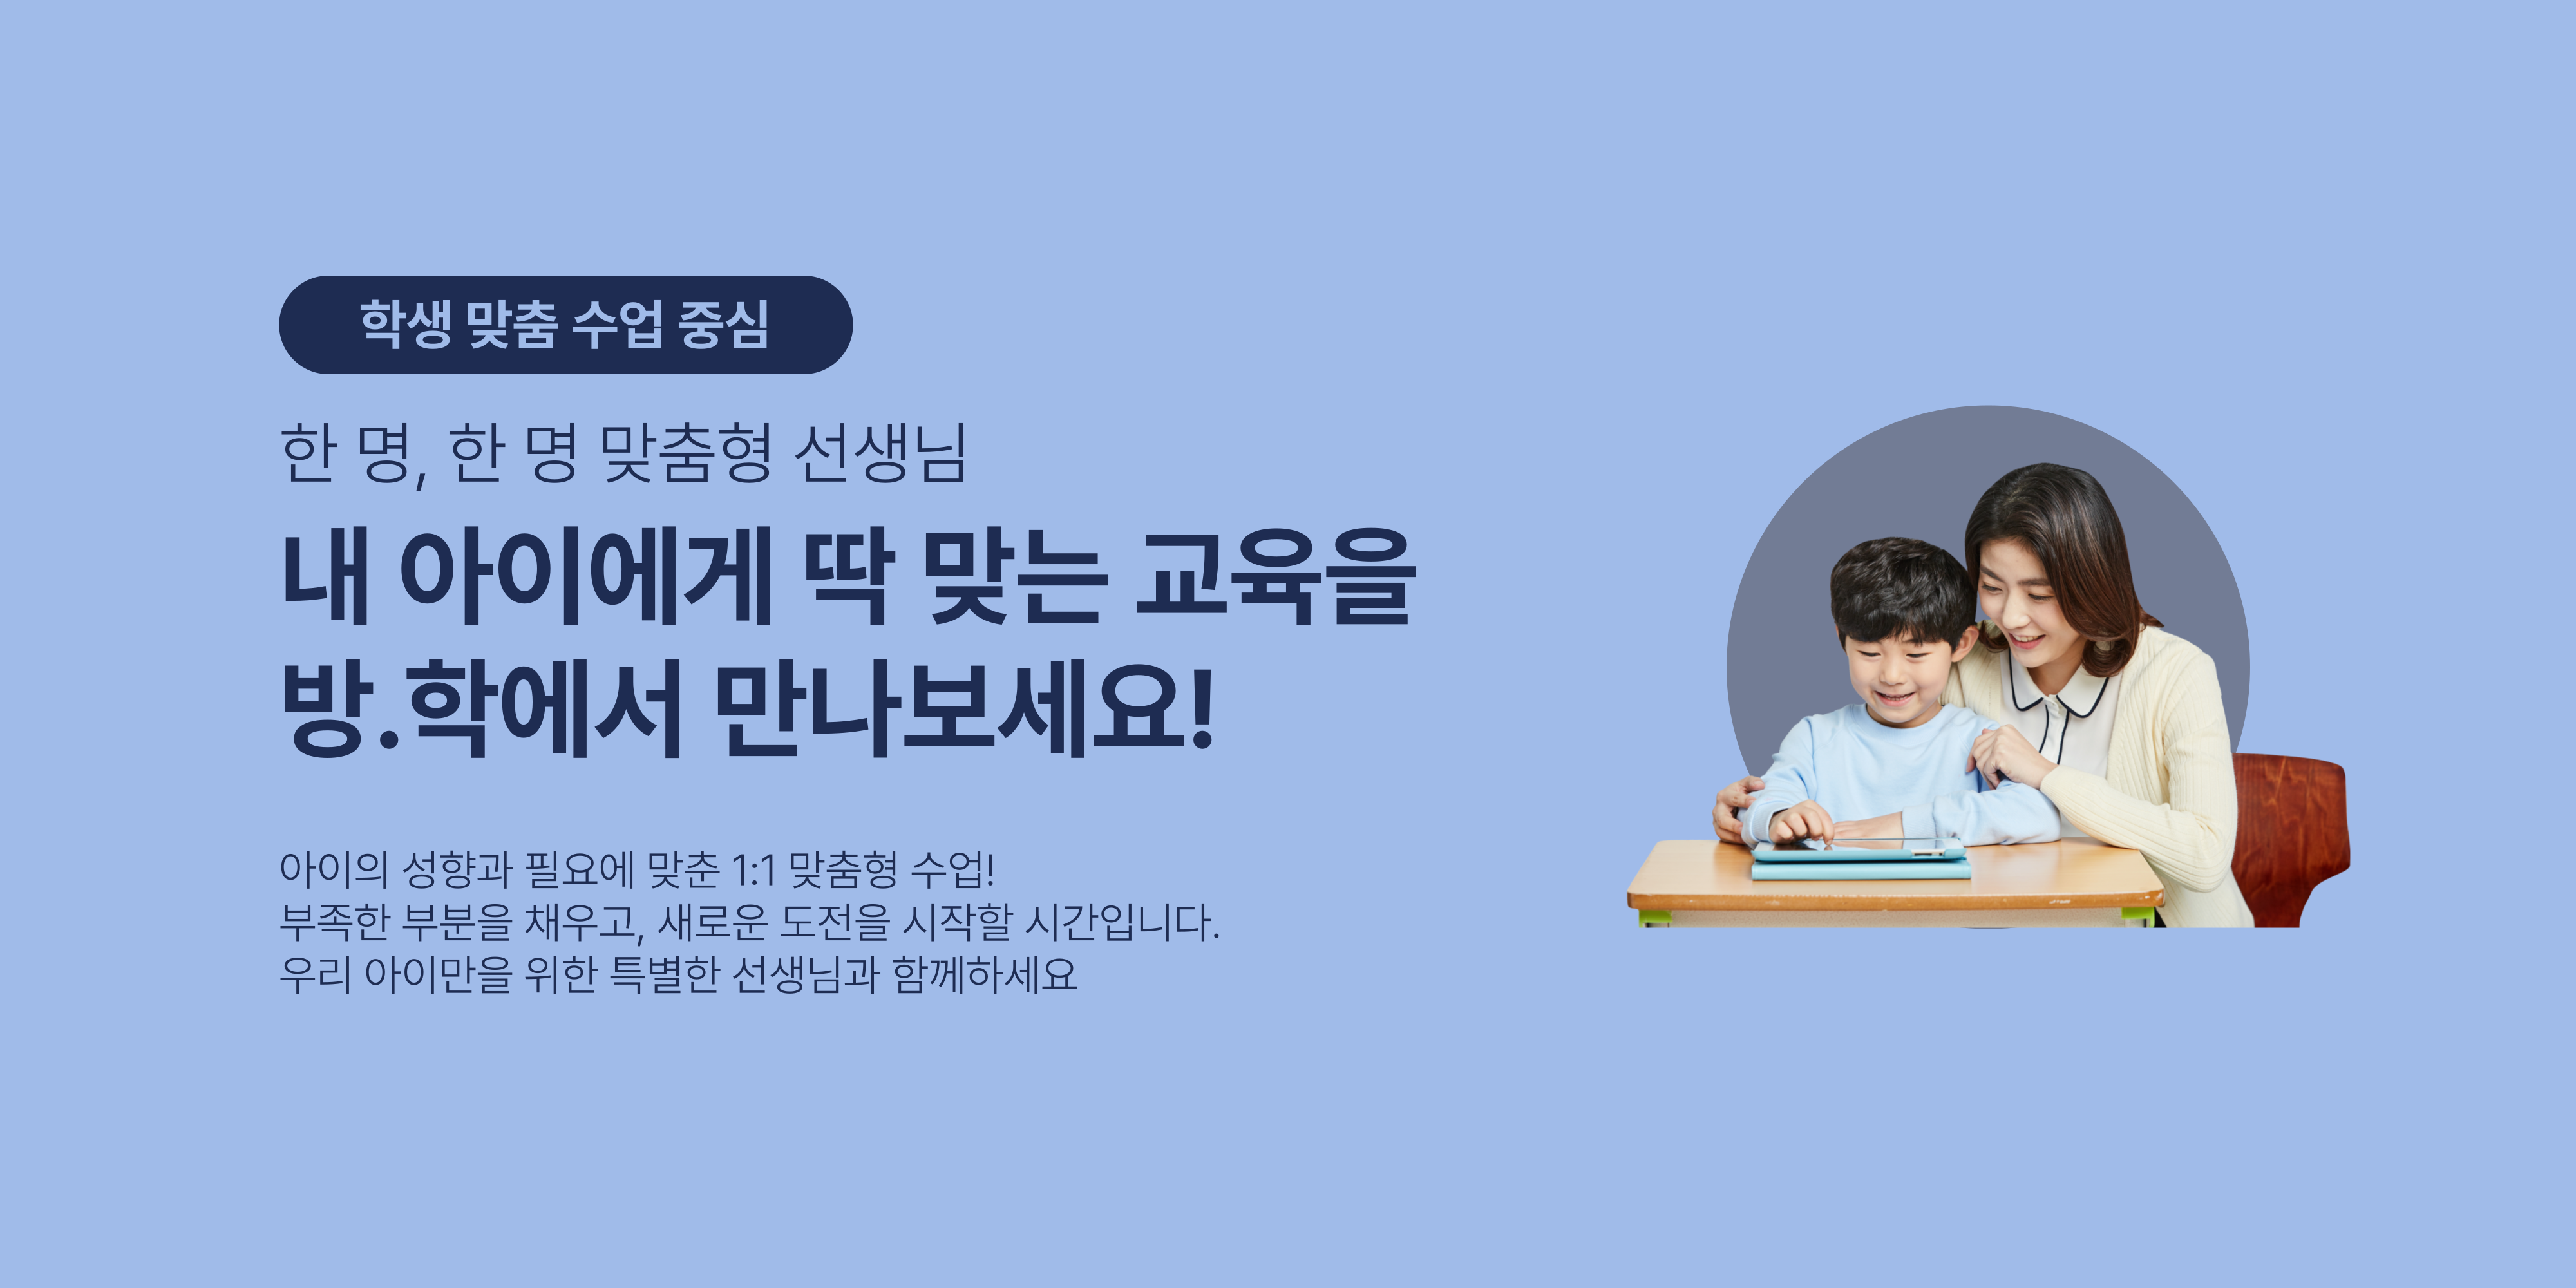 학생 맞춤 수업 중심
한 명, 한 명 맞춤형 선생님
내 아이에게 딱 맞는 교육을
방.학에서 만나보세요!
아이의 성향과 필요에 맞춘 1:1 맞춤형 수업!
부족한 부분을 채우고, 새로운 도전을 시작할 시간입니다.
우리 아이만을 위한 특별한 선생님과 함께하세요